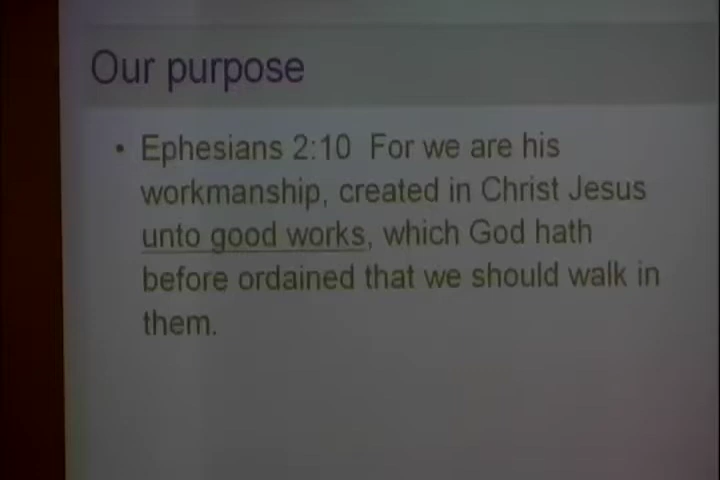 Our purpose
• Ephesians 2:10 For we are his
workmanship, created in Christ Jesus
unto good works, which God hath
before ordained that we should walk in
them.